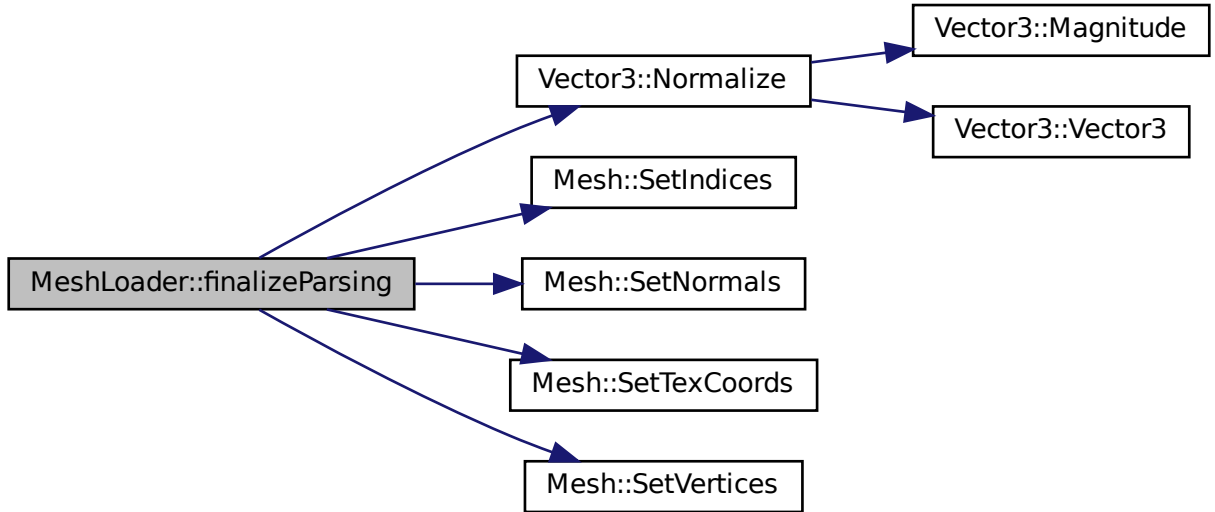 Vector3::Magnitude
Vector3::Normalize
Vector3::Vector3
Mesh::SetIndices
MeshLoader::finalizeParsing
Mesh::SetNormals
Mesh::SetTexCoords
Mesh::SetVertices